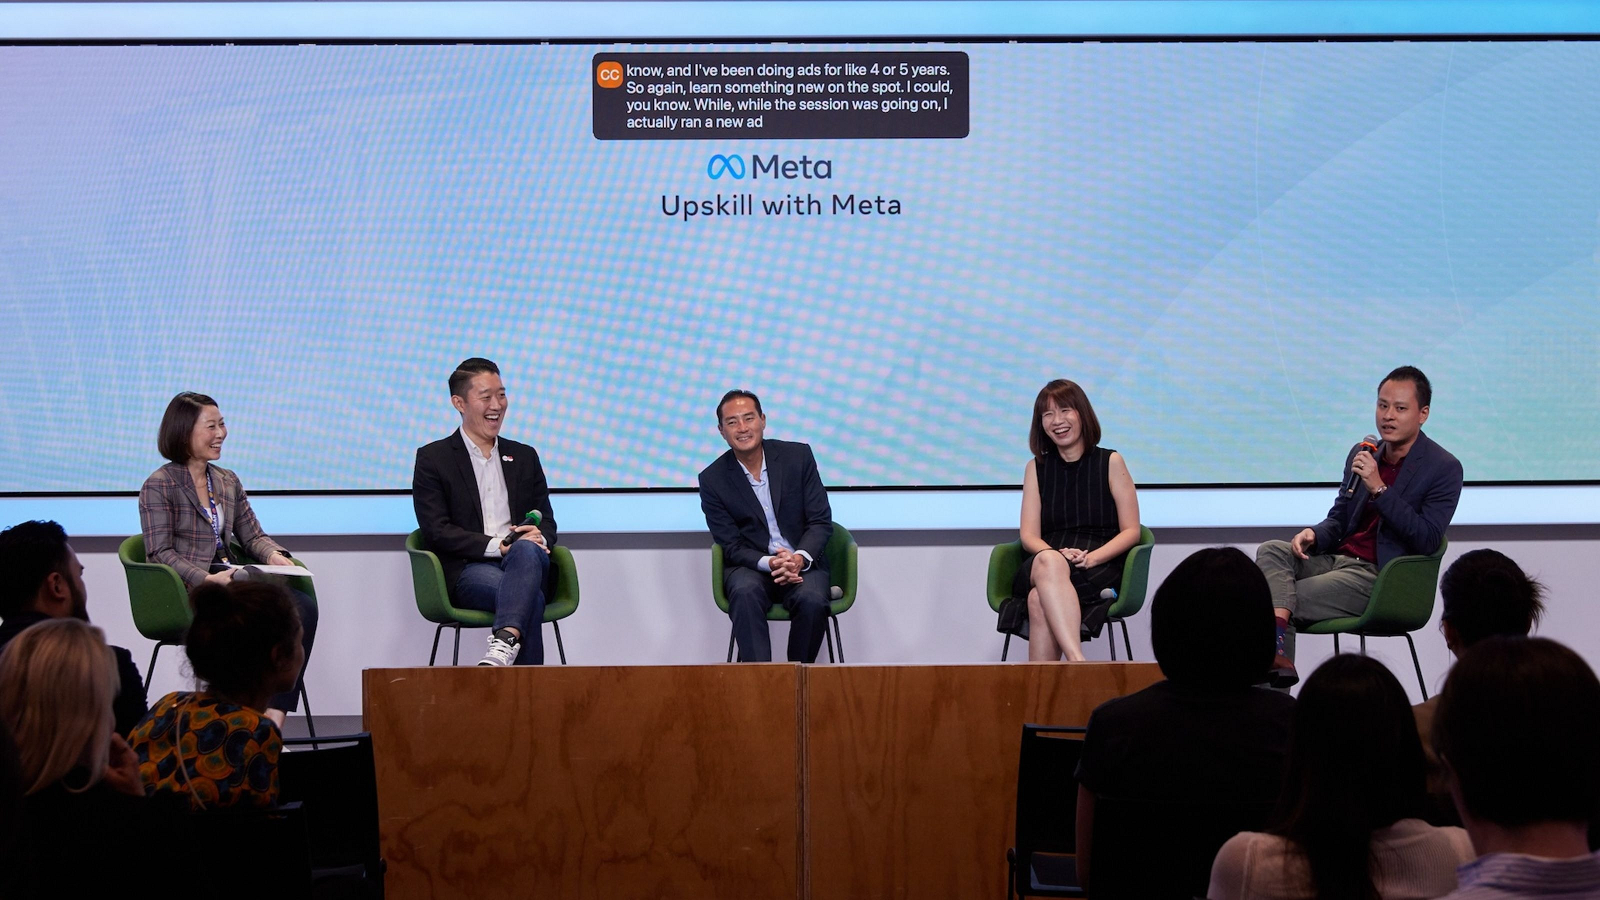 CC
know, and I've been doing ads for like 4 or 5 years.
So again, learn something new on the spot. I could,
you know. While, while the session was going on, I
actually ran a new ad
Meta
Upskill with Meta